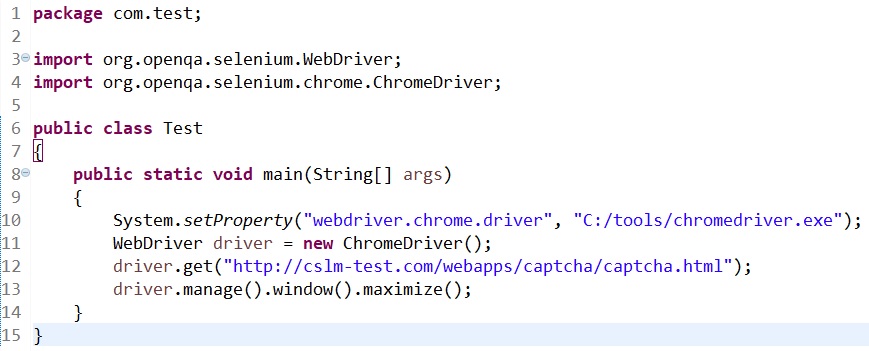 1 package com.test;
2
3 import org.openqa.selenium.WebDriver;
4 import org.openqa.selenium.chrome.ChromeDriver;
5
6 public class Test
7 {
8     public static void main(String[] args)
9     {
10         System.setProperty("webdriver.chrome.driver", "C:/tools/chromedriver.exe");
11         WebDriver driver = new ChromeDriver();
12         driver.get("http://cslm-test.com/webapps/captcha/captcha.html");
13         driver.manage().window().maximize();
14     }
15 }